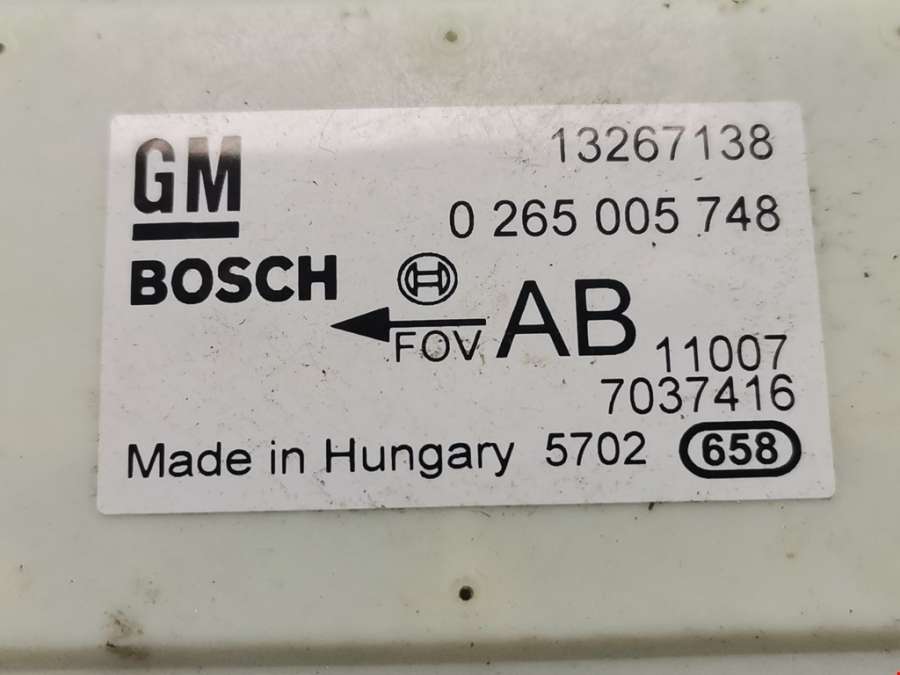 GM 13267138
0 265 005 748
BOSCH
FOV AB
11007
7037416
Made in Hungary 5702 658